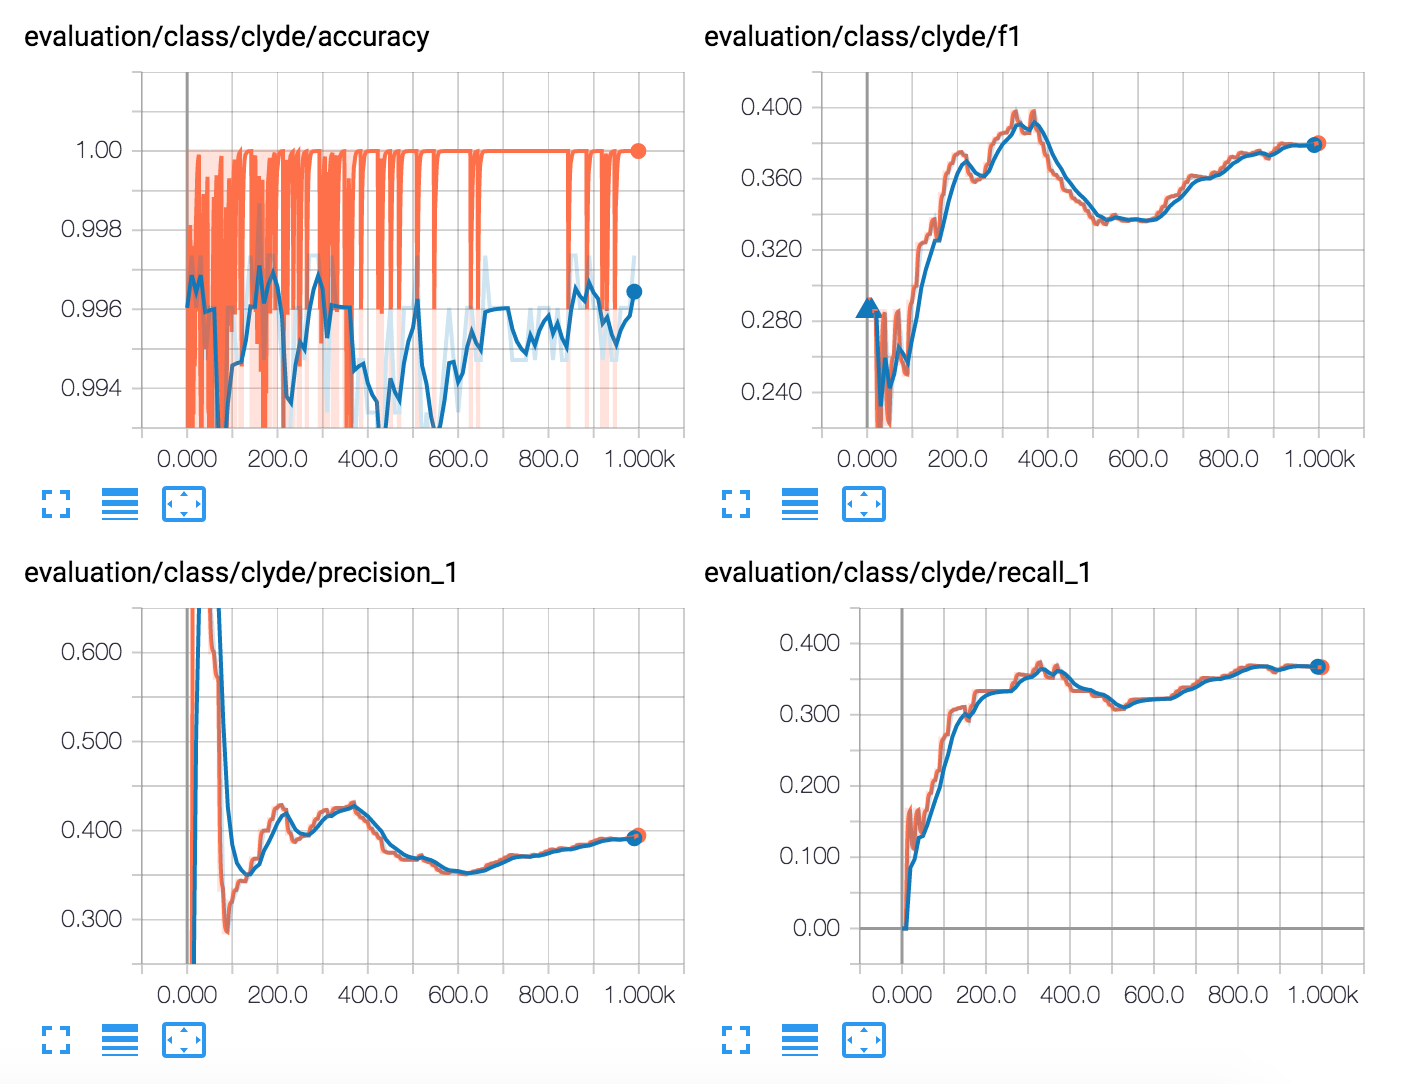 evaluation/class/clyde/accuracy
1.00
0.998
0.996
0.994
0.000 200.0 400.0 600.0 800.0 1.000k
evaluation/class/clyde/f1
0.400
0.360
0.320
0.280
0.240
0.000 200.0 400.0 600.0 800.0 1.000k
evaluation/class/clyde/precision_1
0.600
0.500
0.400
0.300
0.000 200.0 400.0 600.0 800.0 1.000k
evaluation/class/clyde/recall_1
0.400
0.300
0.200
0.100
0.00
0.000 200.0 400.0 600.0 800.0 1.000k